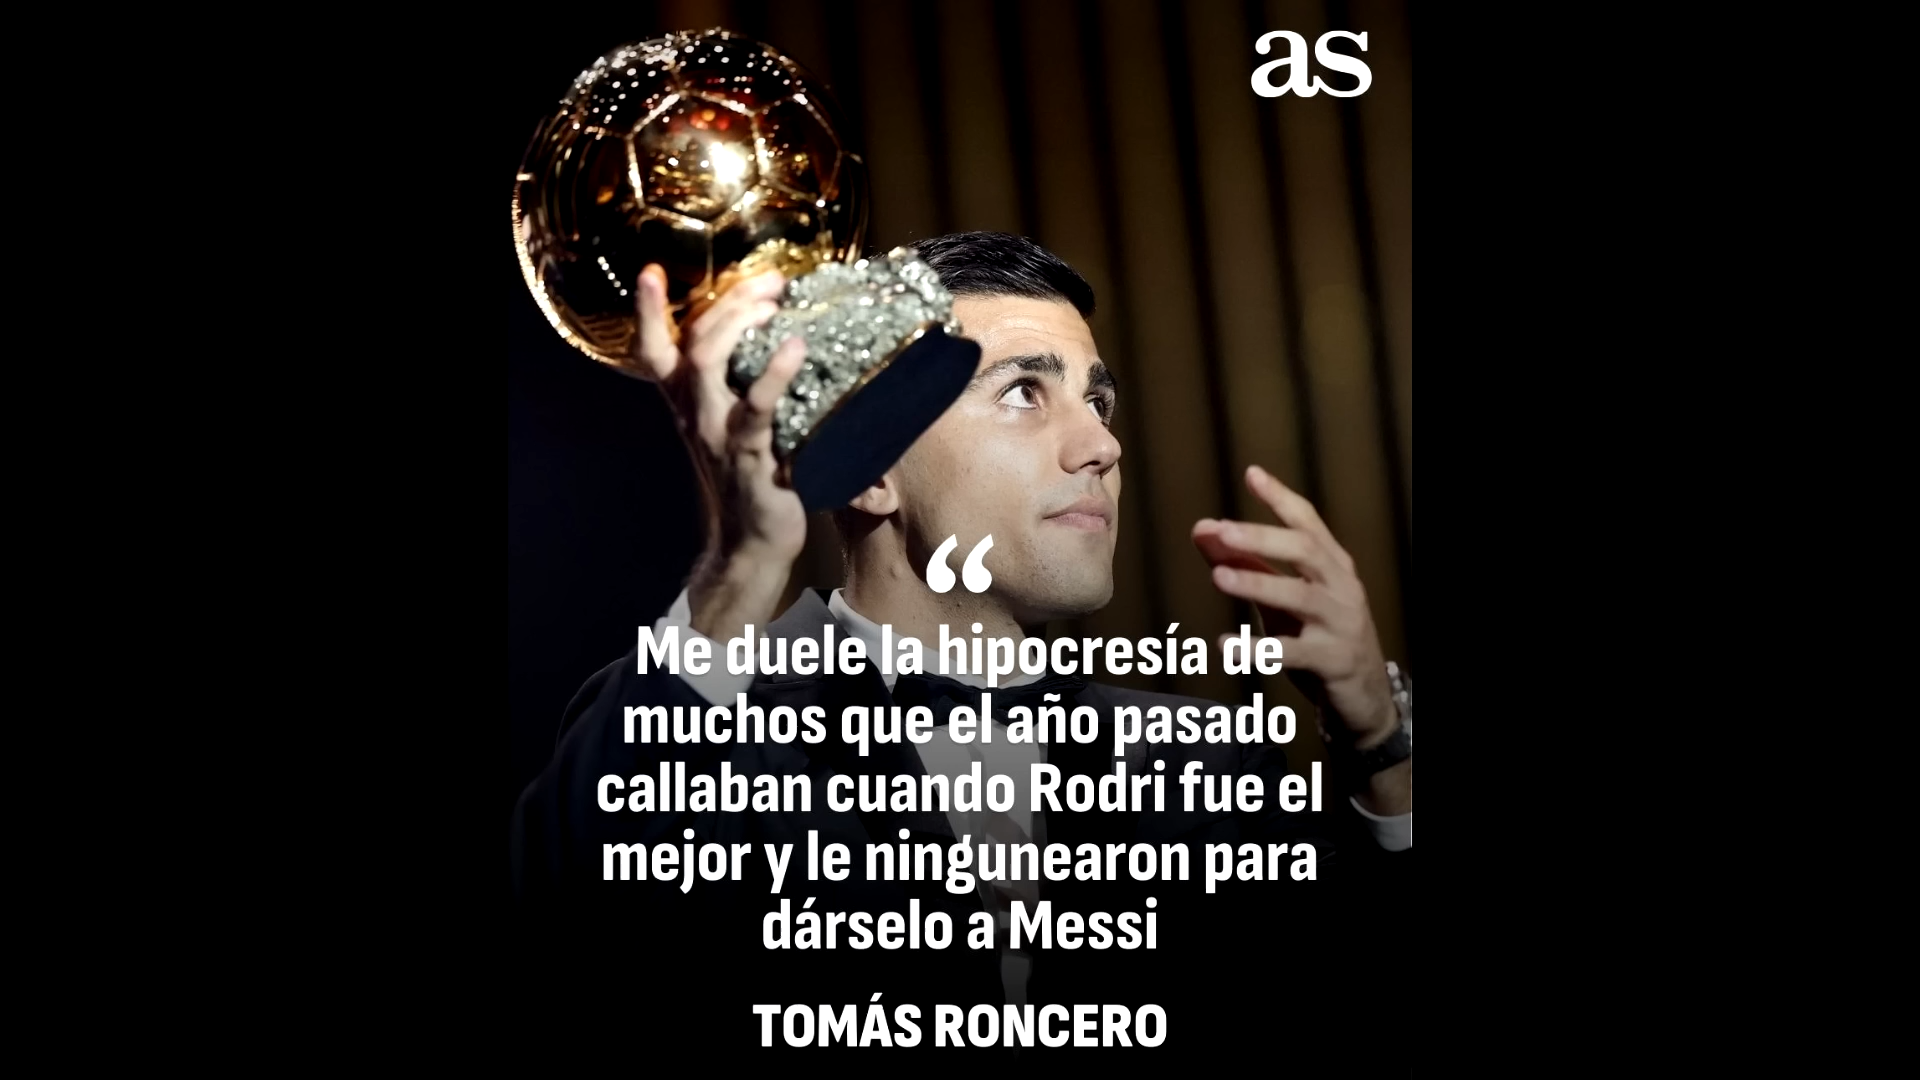 as
“
Me duele la hipocresía de
muchos que el año pasado
callaban cuando Rodri fue el
mejor y le ningunearon para
dárselo a Messi
TOMÁS RONCERO